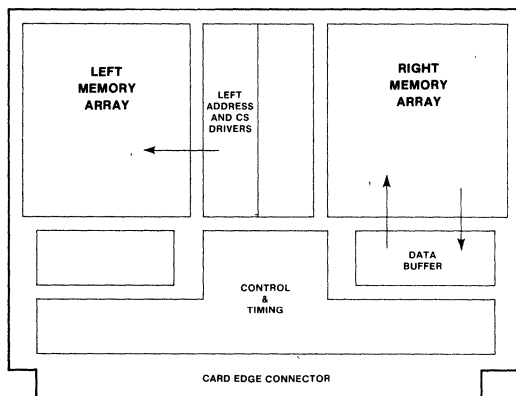 LEFT
MEMORY
ARRAY
LEFT
ADDRESS
AND CS
DRIVERS
RIGHT
MEMORY
ARRAY
DATA
BUFFER
CONTROL
&
TIMING
CARD EDGE CONNECTOR